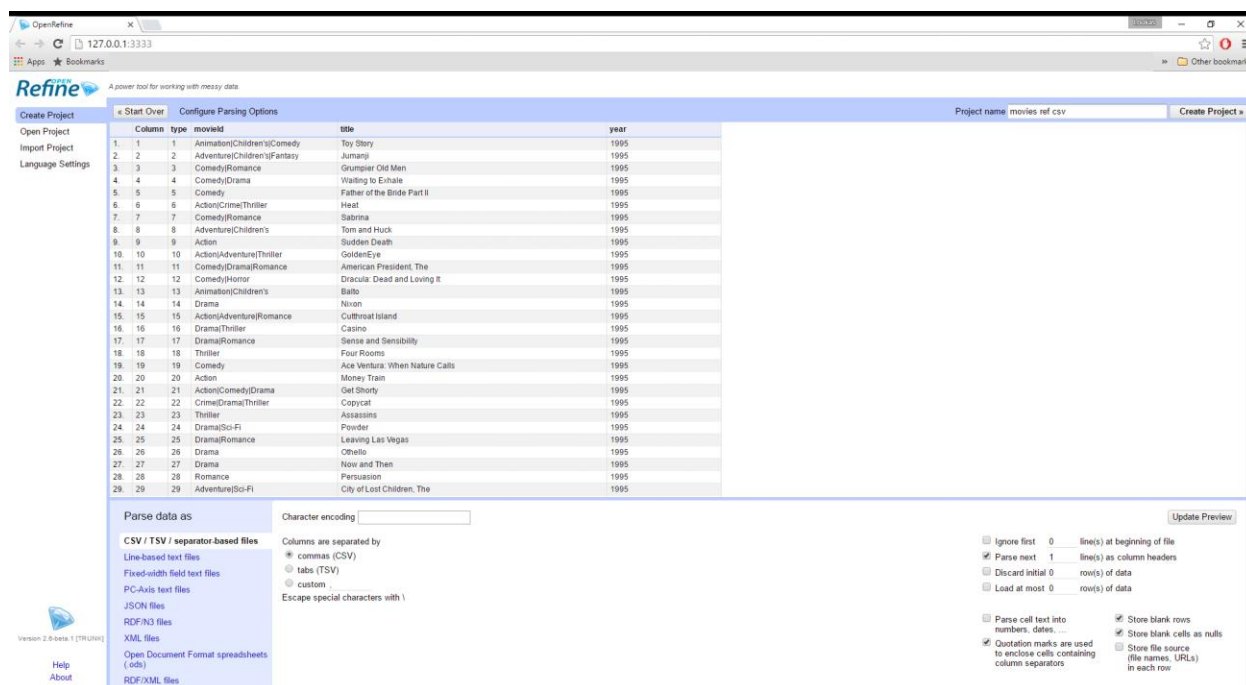 OpenRefine
127.0.0.1:3333
Apps Bookmarks » Other bookmark
OPEN
Refine A power tool for working with messy data.
Create Project
Open Project
Import Project
Language Settings
« Start Over Configure Parsing Options Project name movies ref csv Create Project »
Column type movieId title year
1. 1 1 Animation|Children's|Comedy Toy Story 1995
2. 2 2 Adventure|Children's|Fantasy Jumanji 1995
3. 3 3 Comedy|Romance Grumpier Old Men 1995
4. 4 4 Comedy|Drama Waiting to Exhale 1995
5. 5 5 Comedy Father of the Bride Part II 1995
6. 6 6 Action|Crime|Thriller Heat 1995
7. 7 7 Comedy|Romance Sabrina 1995
8. 8 8 Adventure|Children's Tom and Huck 1995
9. 9 9 Action Sudden Death 1995
10. 10 10 Action|Adventure|Thriller GoldenEye 1995
11. 11 11 Comedy|Drama|Romance American President, The 1995
12. 12 12 Comedy|Horror Dracula: Dead and Loving It 1995
13. 13 13 Animation|Children's Balto 1995
14. 14 14 Drama Nixon 1995
15. 15 15 Action|Adventure|Romance Cutthroat Island 1995
16. 16 16 Drama|Thriller Casino 1995
17. 17 17 Drama|Romance Sense and Sensibility 1995
18. 18 18 Thriller Four Rooms 1995
19. 19 19 Comedy Ace Ventura: When Nature Calls 1995
20. 20 20 Action Money Train 1995
21. 21 21 Action|Comedy|Drama Get Shorty 1995
22. 22 22 Crime|Drama|Thriller Copycat 1995
23. 23 23 Thriller Assassins 1995
24. 24 24 Drama|Sci-Fi Powder 1995
25. 25 25 Drama|Romance Leaving Las Vegas 1995
26. 26 26 Drama Othello 1995
27. 27 27 Drama Now and Then 1995
28. 28 28 Romance Persuasion 1995
29. 29 29 Adventure|Sci-Fi City of Lost Children, The 1995
Parse data as
CSV / TSV / separator-based files
Line-based text files
Fixed-width field text files
PC-Axis text files
JSON files
RDF/N3 files
XML files
Open Document Format spreadsheets
(.ods)
RDF/XML files
Character encoding
Columns are separated by
commas (CSV)
tabs (TSV)
custom ,
Escape special characters with \
Update Preview
Ignore first 0 line(s) at beginning of file
Parse next 1 line(s) as column headers
Discard initial 0 row(s) of data
Load at most 0 row(s) of data
Parse cell text into
numbers, dates, ...
Quotation marks are used
to enclose cells containing
column separators
Store blank rows
Store blank cells as nulls
Store file source
(file names, URLs)
in each row
Version 2.6-beta.1 [TRUNK]
Help
About